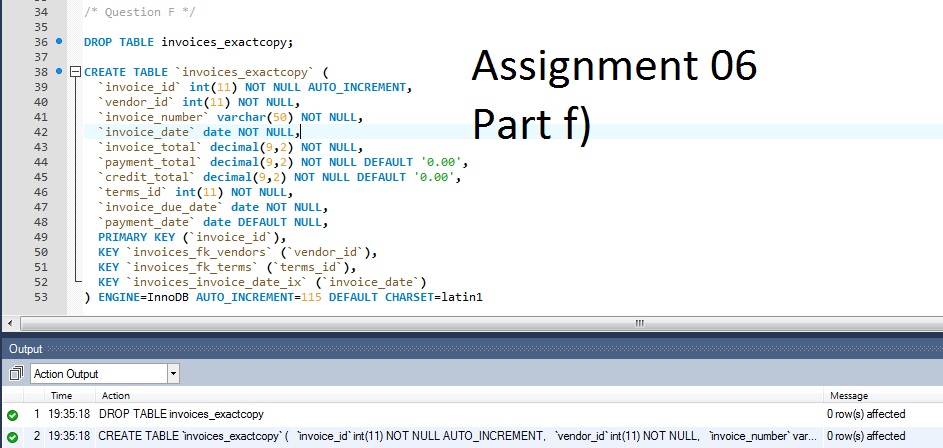 34 /* Question F */
35
36 DROP TABLE invoices_exactcopy;
37
38 CREATE TABLE `invoices_exactcopy` (
39 `invoice_id` int(11) NOT NULL AUTO_INCREMENT,
40 `vendor_id` int(11) NOT NULL,
41 `invoice_number` varchar(50) NOT NULL,
42 `invoice_date` date NOT NULL,
43 `invoice_total` decimal(9,2) NOT NULL,
44 `payment_total` decimal(9,2) NOT NULL DEFAULT '0.00',
45 `credit_total` decimal(9,2) NOT NULL DEFAULT '0.00',
46 `terms_id` int(11) NOT NULL,
47 `invoice_due_date` date NOT NULL,
48 `payment_date` date DEFAULT NULL,
49 PRIMARY KEY (`invoice_id`),
50 KEY `invoices_fk_vendors` (`vendor_id`),
51 KEY `invoices_fk_terms` (`terms_id`),
52 KEY `invoices_invoice_date_ix` (`invoice_date`)
53 ) ENGINE=InnoDB AUTO_INCREMENT=115 DEFAULT CHARSET=latin1
Assignment 06
Part f)
Output
Action Output
Time Action Message
1 19:35:18 DROP TABLE invoices_exactcopy 0 row(s) affected
2 19:35:18 CREATE TABLE `invoices_exactcopy` ( `invoice_id` int(11) NOT NULL AUTO_INCREMENT, `vendor_id` int(11) NOT NULL, `invoice_number` var... 0 row(s) affected